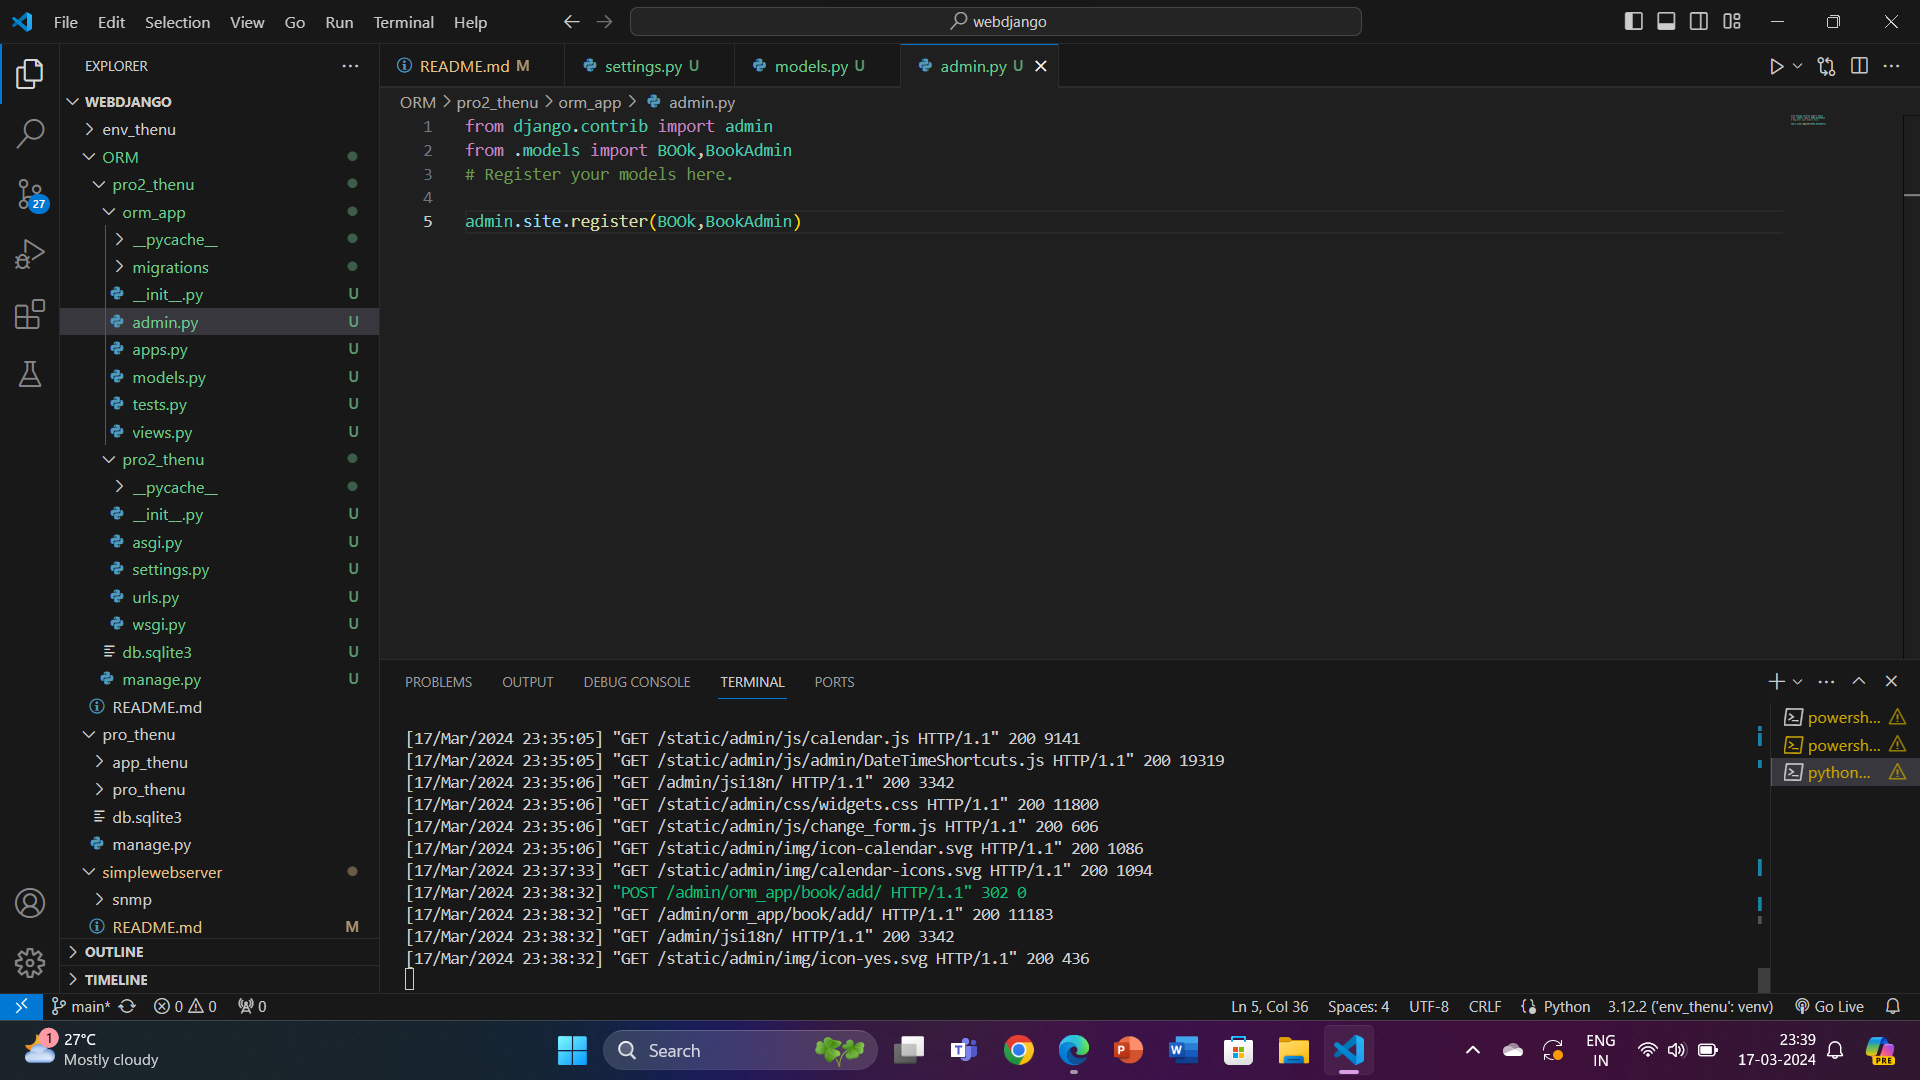 File Edit Selection View Go Run Terminal Help
webdjango
EXPLORER
WEBDJANGO
env_thenu
ORM
pro2_thenu
orm_app
__pycache__
migrations
__init__.py U
admin.py U
apps.py U
models.py U
tests.py U
views.py U
pro2_thenu
__pycache__
__init__.py U
asgi.py U
settings.py U
urls.py U
wsgi.py U
db.sqlite3 U
manage.py U
README.md
pro_thenu
app_thenu
pro_thenu
db.sqlite3
manage.py
simplewebserver
snmp
README.md M
OUTLINE
TIMELINE
27
README.md M settings.py U models.py U admin.py U
ORM > pro2_thenu > orm_app > admin.py
1 from django.contrib import admin
2 from .models import BOOk,BookAdmin
3 # Register your models here.
4
5 admin.site.register(BOOk,BookAdmin)
PROBLEMS OUTPUT DEBUG CONSOLE TERMINAL PORTS
[17/Mar/2024 23:35:05] "GET /static/admin/js/calendar.js HTTP/1.1" 200 9141
[17/Mar/2024 23:35:05] "GET /static/admin/js/admin/DateTimeShortcuts.js HTTP/1.1" 200 19319
[17/Mar/2024 23:35:06] "GET /admin/jsi18n/ HTTP/1.1" 200 3342
[17/Mar/2024 23:35:06] "GET /static/admin/css/widgets.css HTTP/1.1" 200 11800
[17/Mar/2024 23:35:06] "GET /static/admin/js/change_form.js HTTP/1.1" 200 606
[17/Mar/2024 23:35:06] "GET /static/admin/img/icon-calendar.svg HTTP/1.1" 200 1086
[17/Mar/2024 23:37:33] "GET /static/admin/img/calendar-icons.svg HTTP/1.1" 200 1094
[17/Mar/2024 23:38:32] "POST /admin/orm_app/book/add/ HTTP/1.1" 302 0
[17/Mar/2024 23:38:32] "GET /admin/orm_app/book/add/ HTTP/1.1" 200 11183
[17/Mar/2024 23:38:32] "GET /admin/jsi18n/ HTTP/1.1" 200 3342
[17/Mar/2024 23:38:32] "GET /static/admin/img/icon-yes.svg HTTP/1.1" 200 436
powersh...
powersh...
python...
main* 0 0 0 Ln 5, Col 36 Spaces: 4 UTF-8 CRLF Python 3.12.2 ('env_thenu': venv) Go Live
1 27°C
Mostly cloudy
Search
ENG
IN
23:39
17-03-2024
PRE